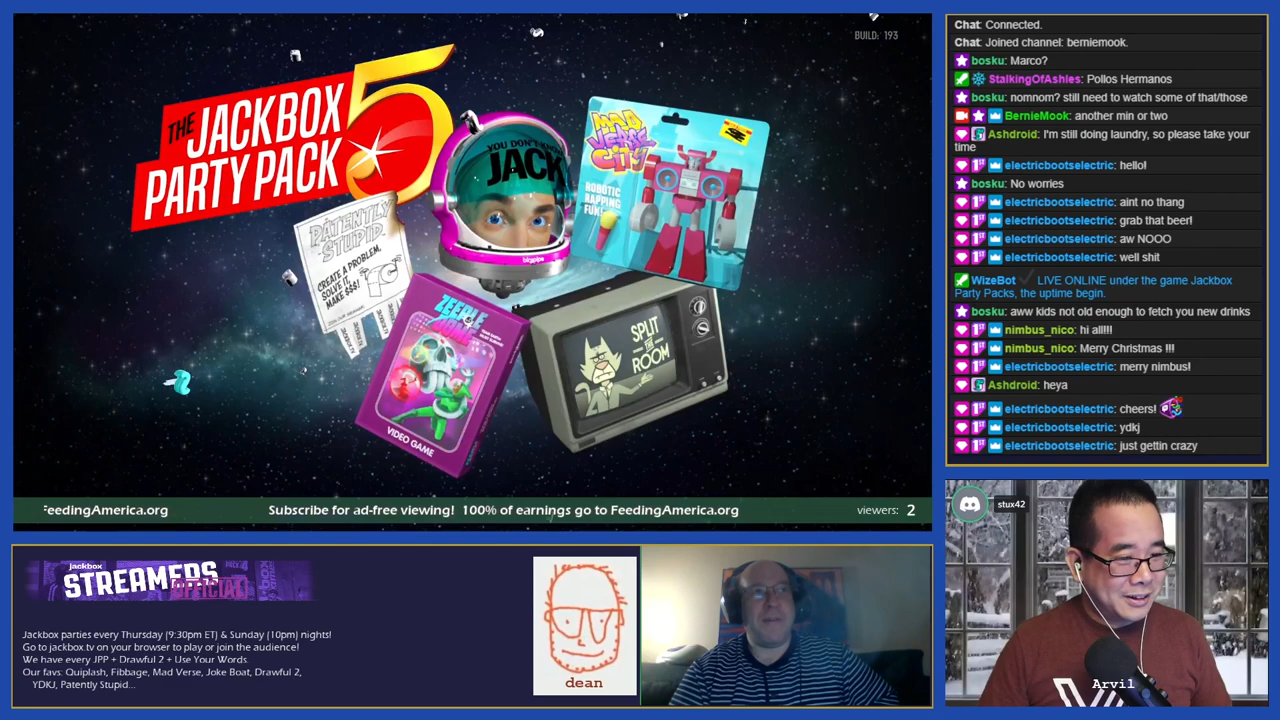 BUILD: 193
THE
JACKBOX
PARTY PACK
5
YOU DON'T KNOW
JACK
bigpipe
MAD
VERSE
CITY
ROBOTIC
RAPPING
FUN!
PATENTLY
STUPID
CREATE A PROBLEM.
SOLVE IT.
MAKE $$$!
ZEEPLE
DOME
VIDEO GAME
SPLIT
THE
ROOM
FeedingAmerica.org Subscribe for ad-free viewing! 100% of earnings go to FeedingAmerica.org viewers: 2
jackbox
STREAMERS
OFFICIAL
Jackbox parties every Thursday (9:30pm ET) & Sunday (10pm) nights!
Go to jackbox.tv on your browser to play or join the audience!
We have every JPP + Drawful 2 + Use Your Words.
Our favs: Quiplash, Fibbage, Mad Verse, Joke Boat, Drawful 2,
YDKJ, Patently Stupid...
dean
Chat: Connected.
Chat: Joined channel: berniemook.
bosku: Marco?
StalkingOfAshles: Pollos Hermanos
bosku: nomnom? still need to watch some of that/those
BernieMook: another min or two
Ashdroid: I'm still doing laundry, so please take your
time
electricbootselectric: hello!
bosku: No worries
electricbootselectric: aint no thang
electricbootselectric: grab that beer!
electricbootselectric: aw NOOO
electricbootselectric: well shit
WizeBot LIVE ONLINE under the game Jackbox
Party Packs, the uptime begin.
bosku: aww kids not old enough to fetch you new drinks
nimbus_nico: hi all!!!!
nimbus_nico: Merry Christmas !!!
electricbootselectric: merry nimbus!
Ashdroid: heya
electricbootselectric: cheers!
electricbootselectric: ydkj
electricbootselectric: just gettin crazy
stux42
Arvil